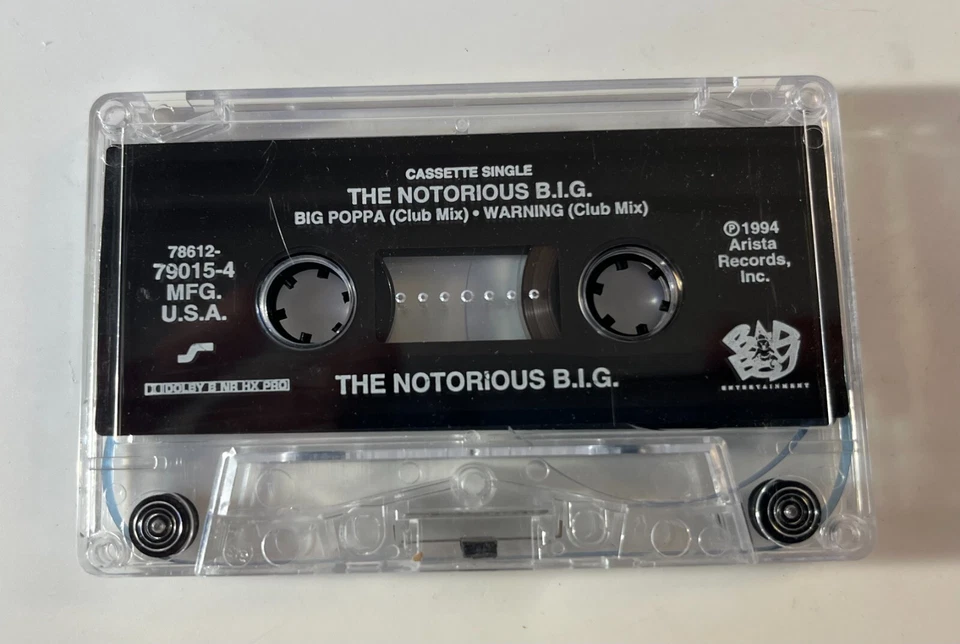 CASSETTE SINGLE
THE NOTORIOUS B.I.G.
BIG POPPA (Club Mix) • WARNING (Club Mix)
78612-
79015-4
MFG.
U.S.A.
DOLBY B NR HX PRO
℗1994
Arista
Records,
Inc.
BAD
BOY
ENTERTAINMENT
THE NOTORIOUS B.I.G.